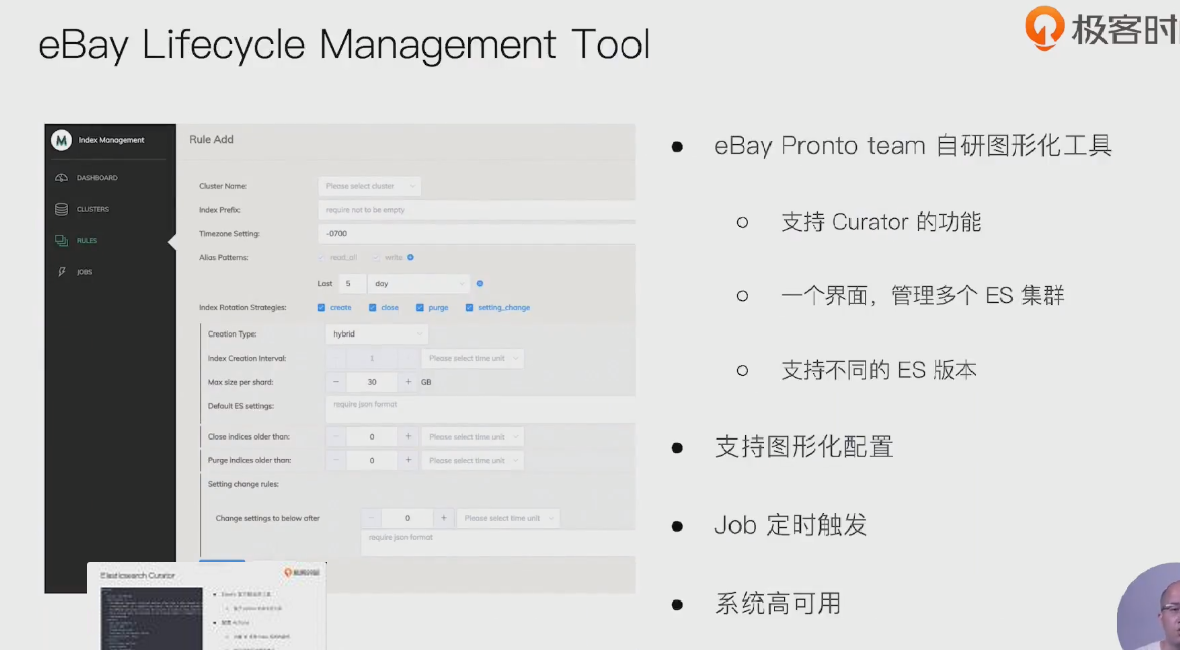 eBay Lifecycle Management Tool
极客时
Index Management
DASHBOARD
CLUSTERS
RULES
JOBS
Rule Add
Cluster Name: Please select cluster
Index Prefix: require not to be empty
Timezone Setting: -0700
Alias Patterns: read_all write
Last 5 day
Index Rotation Strategies: create close purge setting_change
Creation Type: hybrid
Index Creation Interval: 1 Please select time unit
Max size per shard: − 30 + GB
Default ES settings: require json format
Close indices older than: − 0 + Please select time unit
Purge indices older than: − 0 + Please select time unit
Setting change rules:
Change settings to below after − 0 + Please select time unit
require json format
Elasticsearch Curator
● eBay Pronto team 自研图形化工具
○ 支持 Curator 的功能
○ 一个界面，管理多个 ES 集群
○ 支持不同的 ES 版本
● 支持图形化配置
● Job 定时触发
● 系统高可用